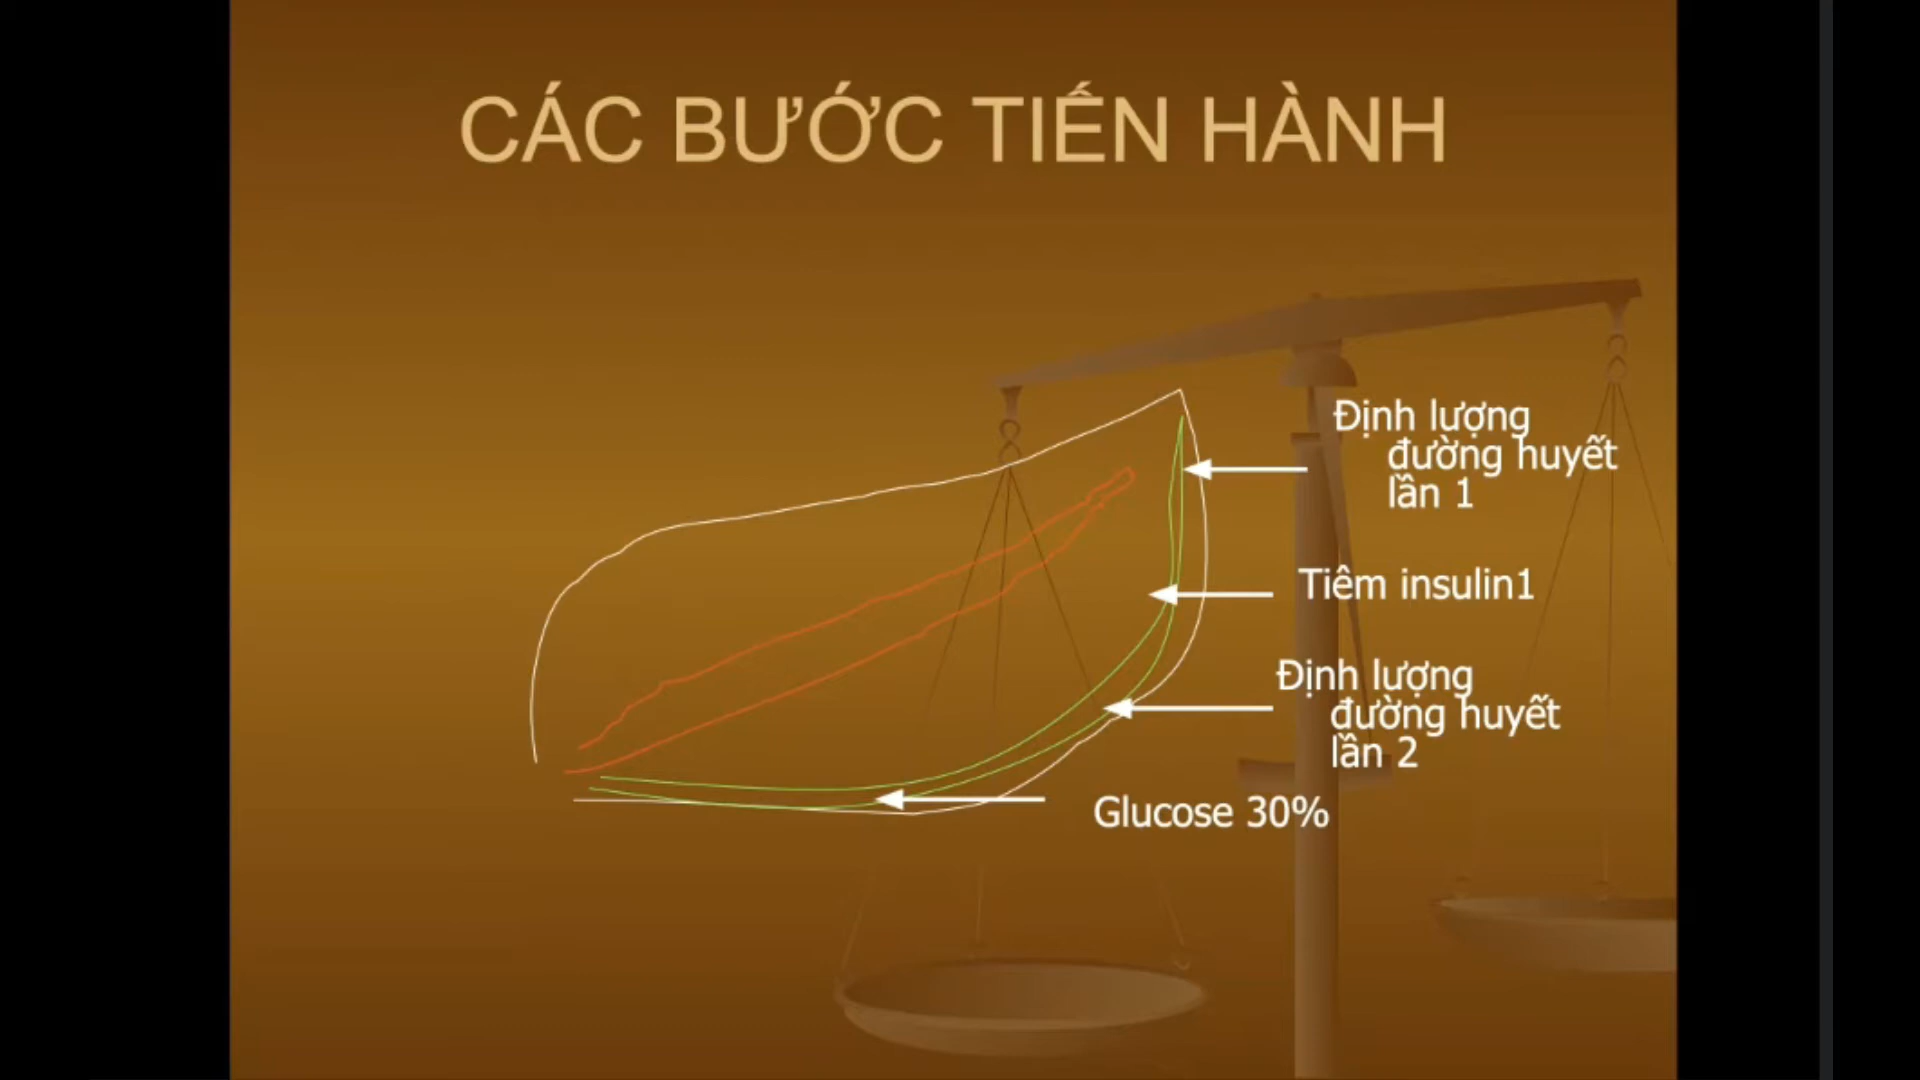 CÁC BƯỚC TIẾN HÀNH
Định lượng
đường huyết
lần 1
Tiêm insulin1
Định lượng
đường huyết
lần 2
Glucose 30%